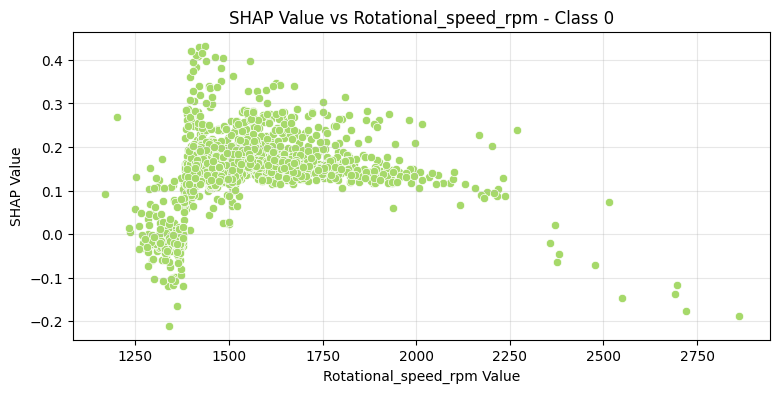 SHAP Value vs Rotational_speed_rpm - Class 0
SHAP Value
0.4
0.3
0.2
0.1
0.0
−0.1
−0.2
1250 1500 1750 2000 2250 2500 2750
Rotational_speed_rpm Value